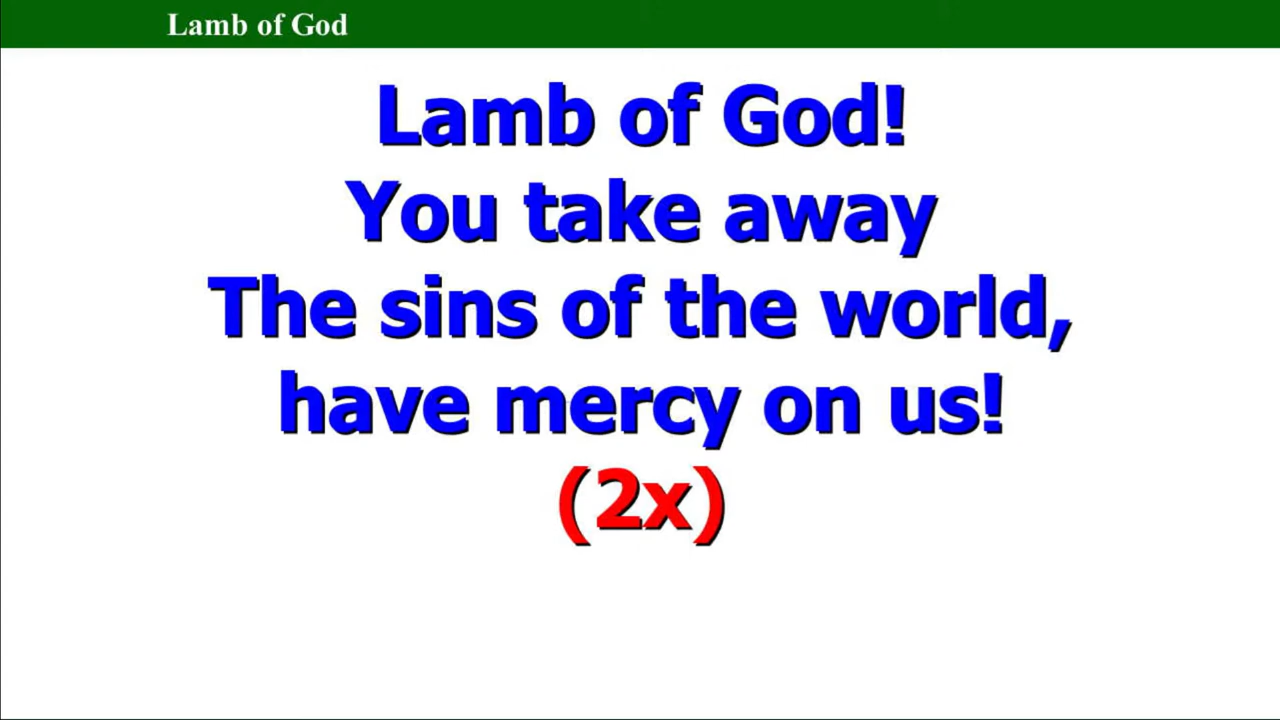 Lamb of God
Lamb of God!
You take away
The sins of the world,
have mercy on us!
(2x)